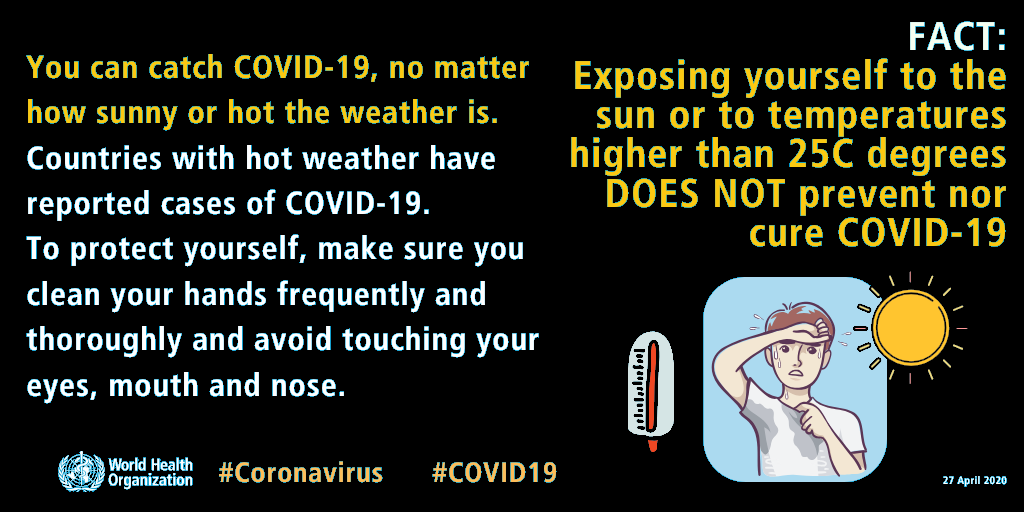 You can catch COVID-19, no matter
how sunny or hot the weather is.
Countries with hot weather have
reported cases of COVID-19.
To protect yourself, make sure you
clean your hands frequently and
thoroughly and avoid touching your
eyes, mouth and nose.
FACT:
Exposing yourself to the
sun or to temperatures
higher than 25C degrees
DOES NOT prevent nor
cure COVID-19
World Health
Organization
#Coronavirus
#COVID19
27 April 2020